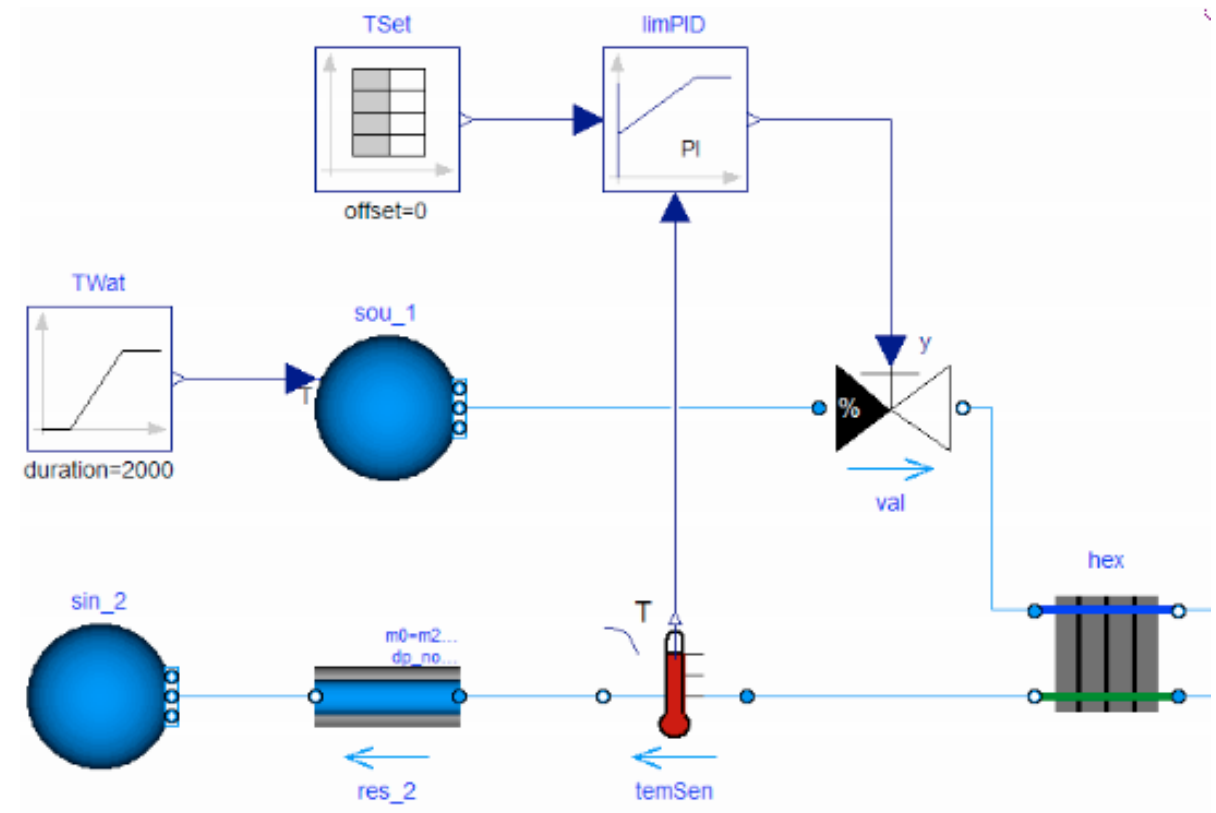 TSet
limPID
PI
offset=0
TWat
sou_1
T
duration=2000
y
%
val
hex
sin_2
T
m0=m2...
dp_no...
res_2
temSen